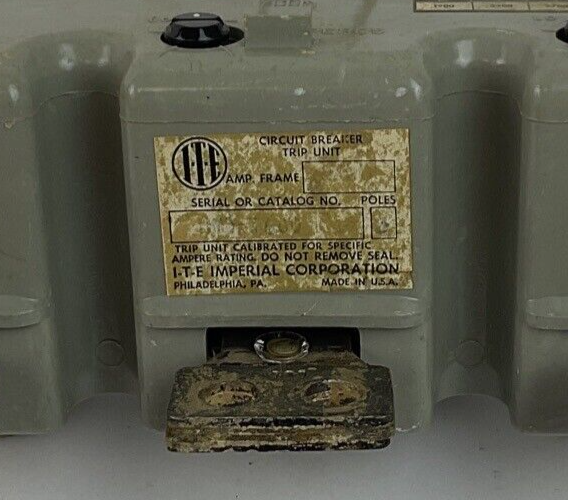 I-T-E
CIRCUIT BREAKER
TRIP UNIT
AMP. FRAME
SERIAL OR CATALOG NO. POLES
TRIP UNIT CALIBRATED FOR SPECIFIC
AMPERE RATING. DO NOT REMOVE SEAL.
I-T-E IMPERIAL CORPORATION
PHILADELPHIA, PA. MADE IN U.S.A.